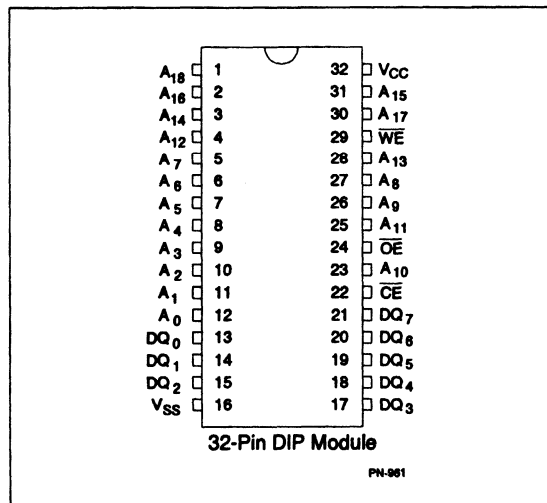 A18 1 32 VCC
A16 2 31 A15
A14 3 30 A17
A12 4 29 WE
A7 5 28 A13
A6 6 27 A8
A5 7 26 A9
A4 8 25 A11
A3 9 24 OE
A2 10 23 A10
A1 11 22 CE
A0 12 21 DQ7
DQ0 13 20 DQ6
DQ1 14 19 DQ5
DQ2 15 18 DQ4
VSS 16 17 DQ3
32-Pin DIP Module
PN-961